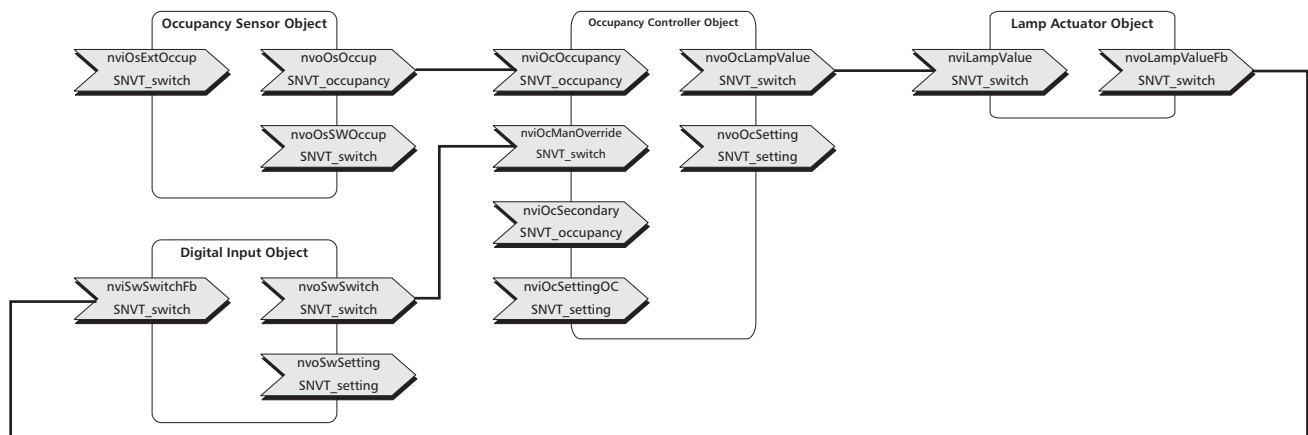 Occupancy Sensor Object
nviOsExtOccup
SNVT_switch
nvoOsOccup
SNVT_occupancy
nvoOsSWOccup
SNVT_switch
Digital Input Object
nviSwSwitchFb
SNVT_switch
nvoSwSwitch
SNVT_switch
nvoSwSetting
SNVT_setting
Occupancy Controller Object
nviOcOccupancy
SNVT_occupancy
nviOcManOverride
SNVT_switch
nviOcSecondary
SNVT_occupancy
nviOcSettingOC
SNVT_setting
nvoOcLampValue
SNVT_switch
nvoOcSetting
SNVT_setting
Lamp Actuator Object
nviLampValue
SNVT_switch
nvoLampValueFb
SNVT_switch